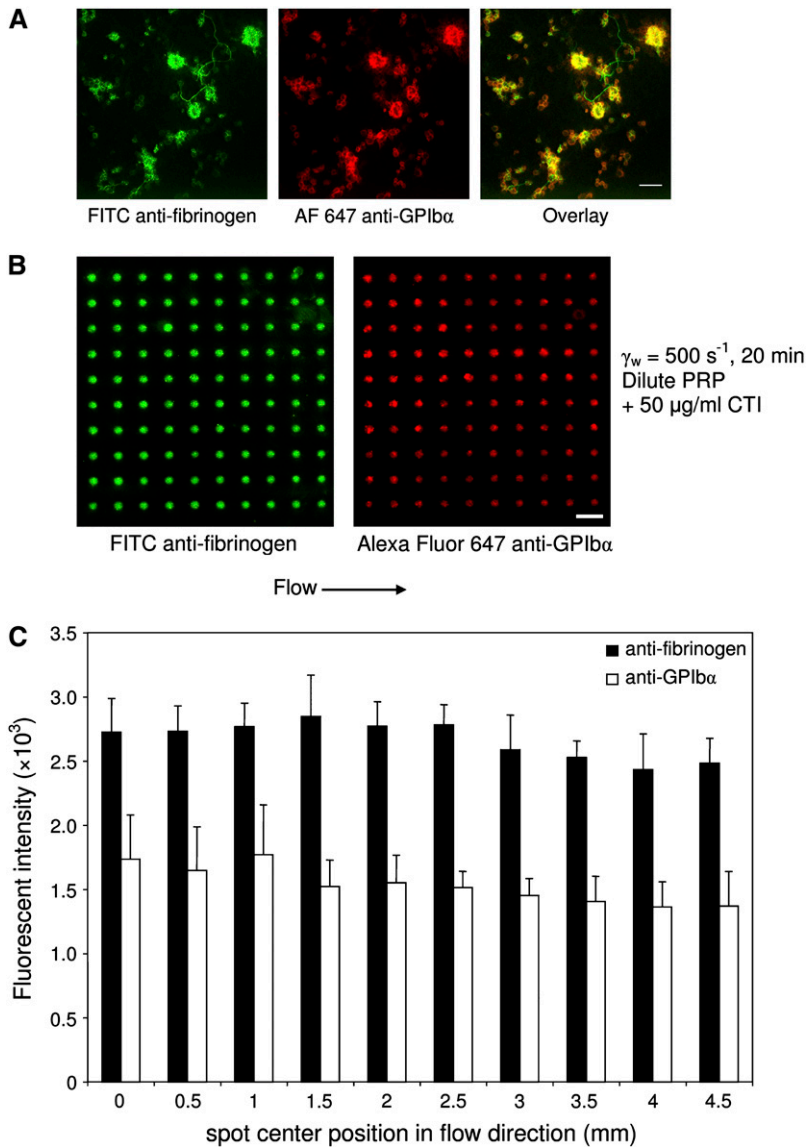 A
FITC anti-fibrinogen
AF 647 anti-GPIbα
Overlay
B
γw = 500 s⁻¹, 20 min
Dilute PRP
+ 50 µg/ml CTI
FITC anti-fibrinogen
Alexa Fluor 647 anti-GPIbα
Flow
C
anti-fibrinogen
anti-GPIbα
Fluorescent intensity (×10³)
3.5
3.0
2.5
2.0
1.5
1.0
0.5
0
0 0.5 1 1.5 2 2.5 3 3.5 4 4.5
spot center position in flow direction (mm)